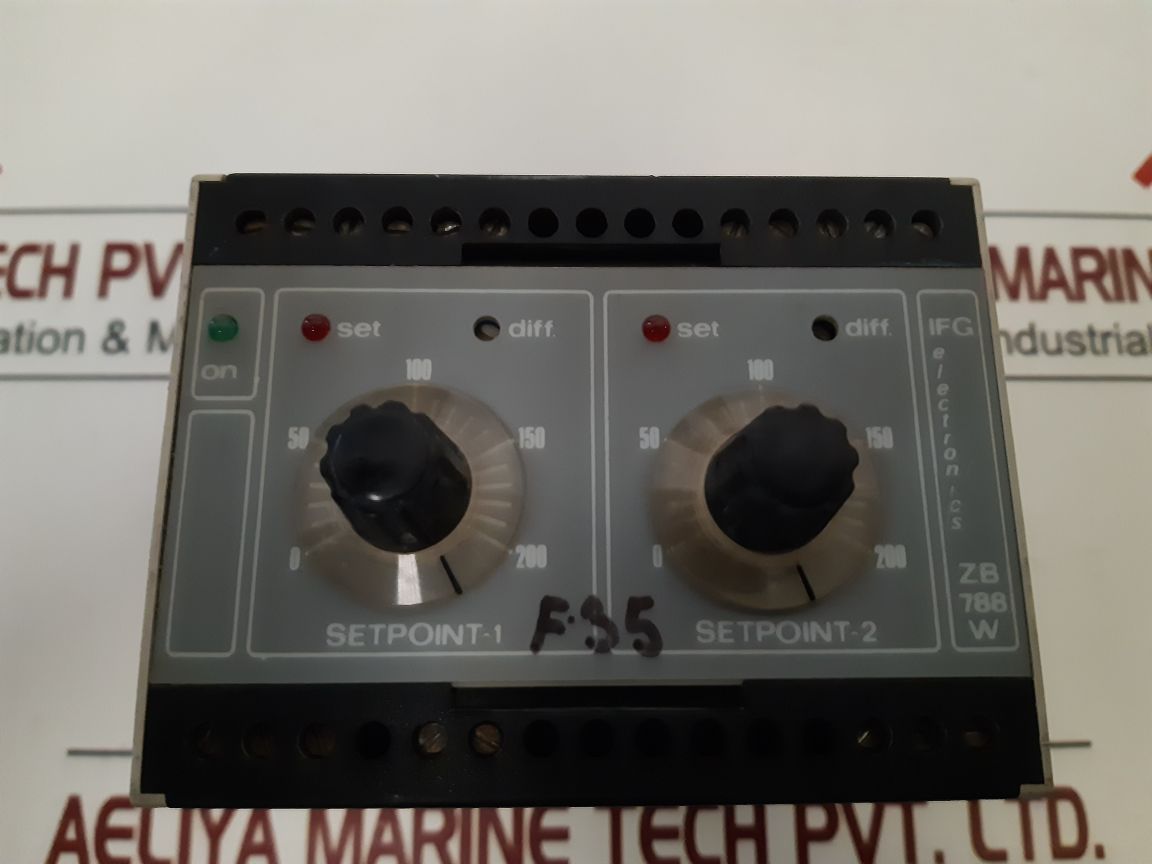 ECH PV
MARIN
ation & M
ndustrial
on
set
diff.
100
50
150
0
200
SETPOINT-1
set
diff.
100
50
150
0
200
SETPOINT-2
IFG
electronics
ZB
788
W
F.35
AELIYA MARINE TECH PVT. LTD.